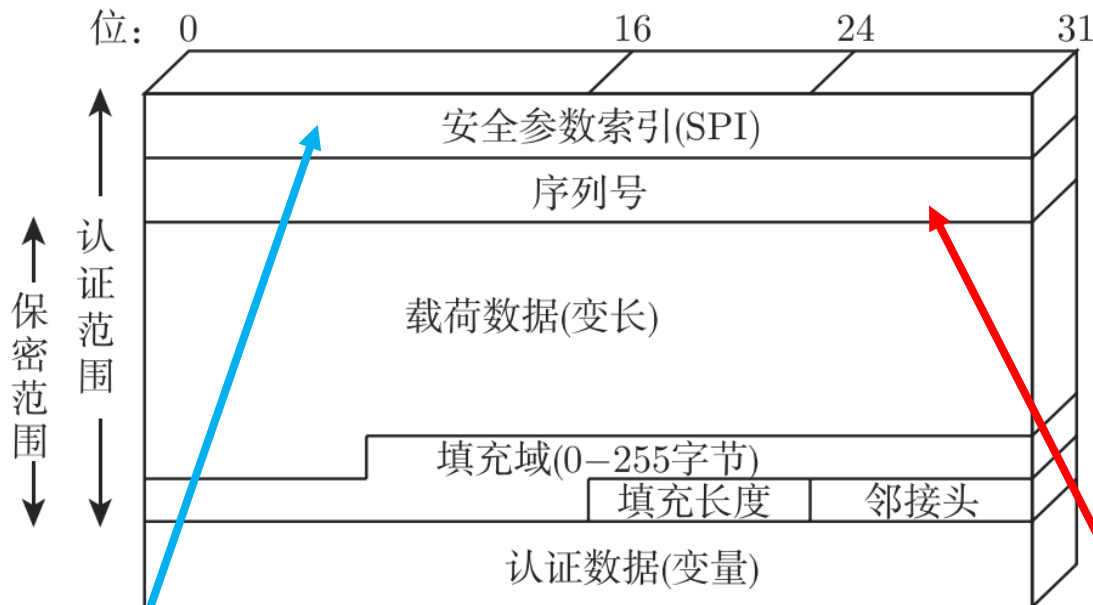 位: 0 16 24 31
安全参数索引(SPI)
序列号
认证范围
保密范围
载荷数据(变长)
填充域(0−255字节)
填充长度 邻接头
认证数据(变量)